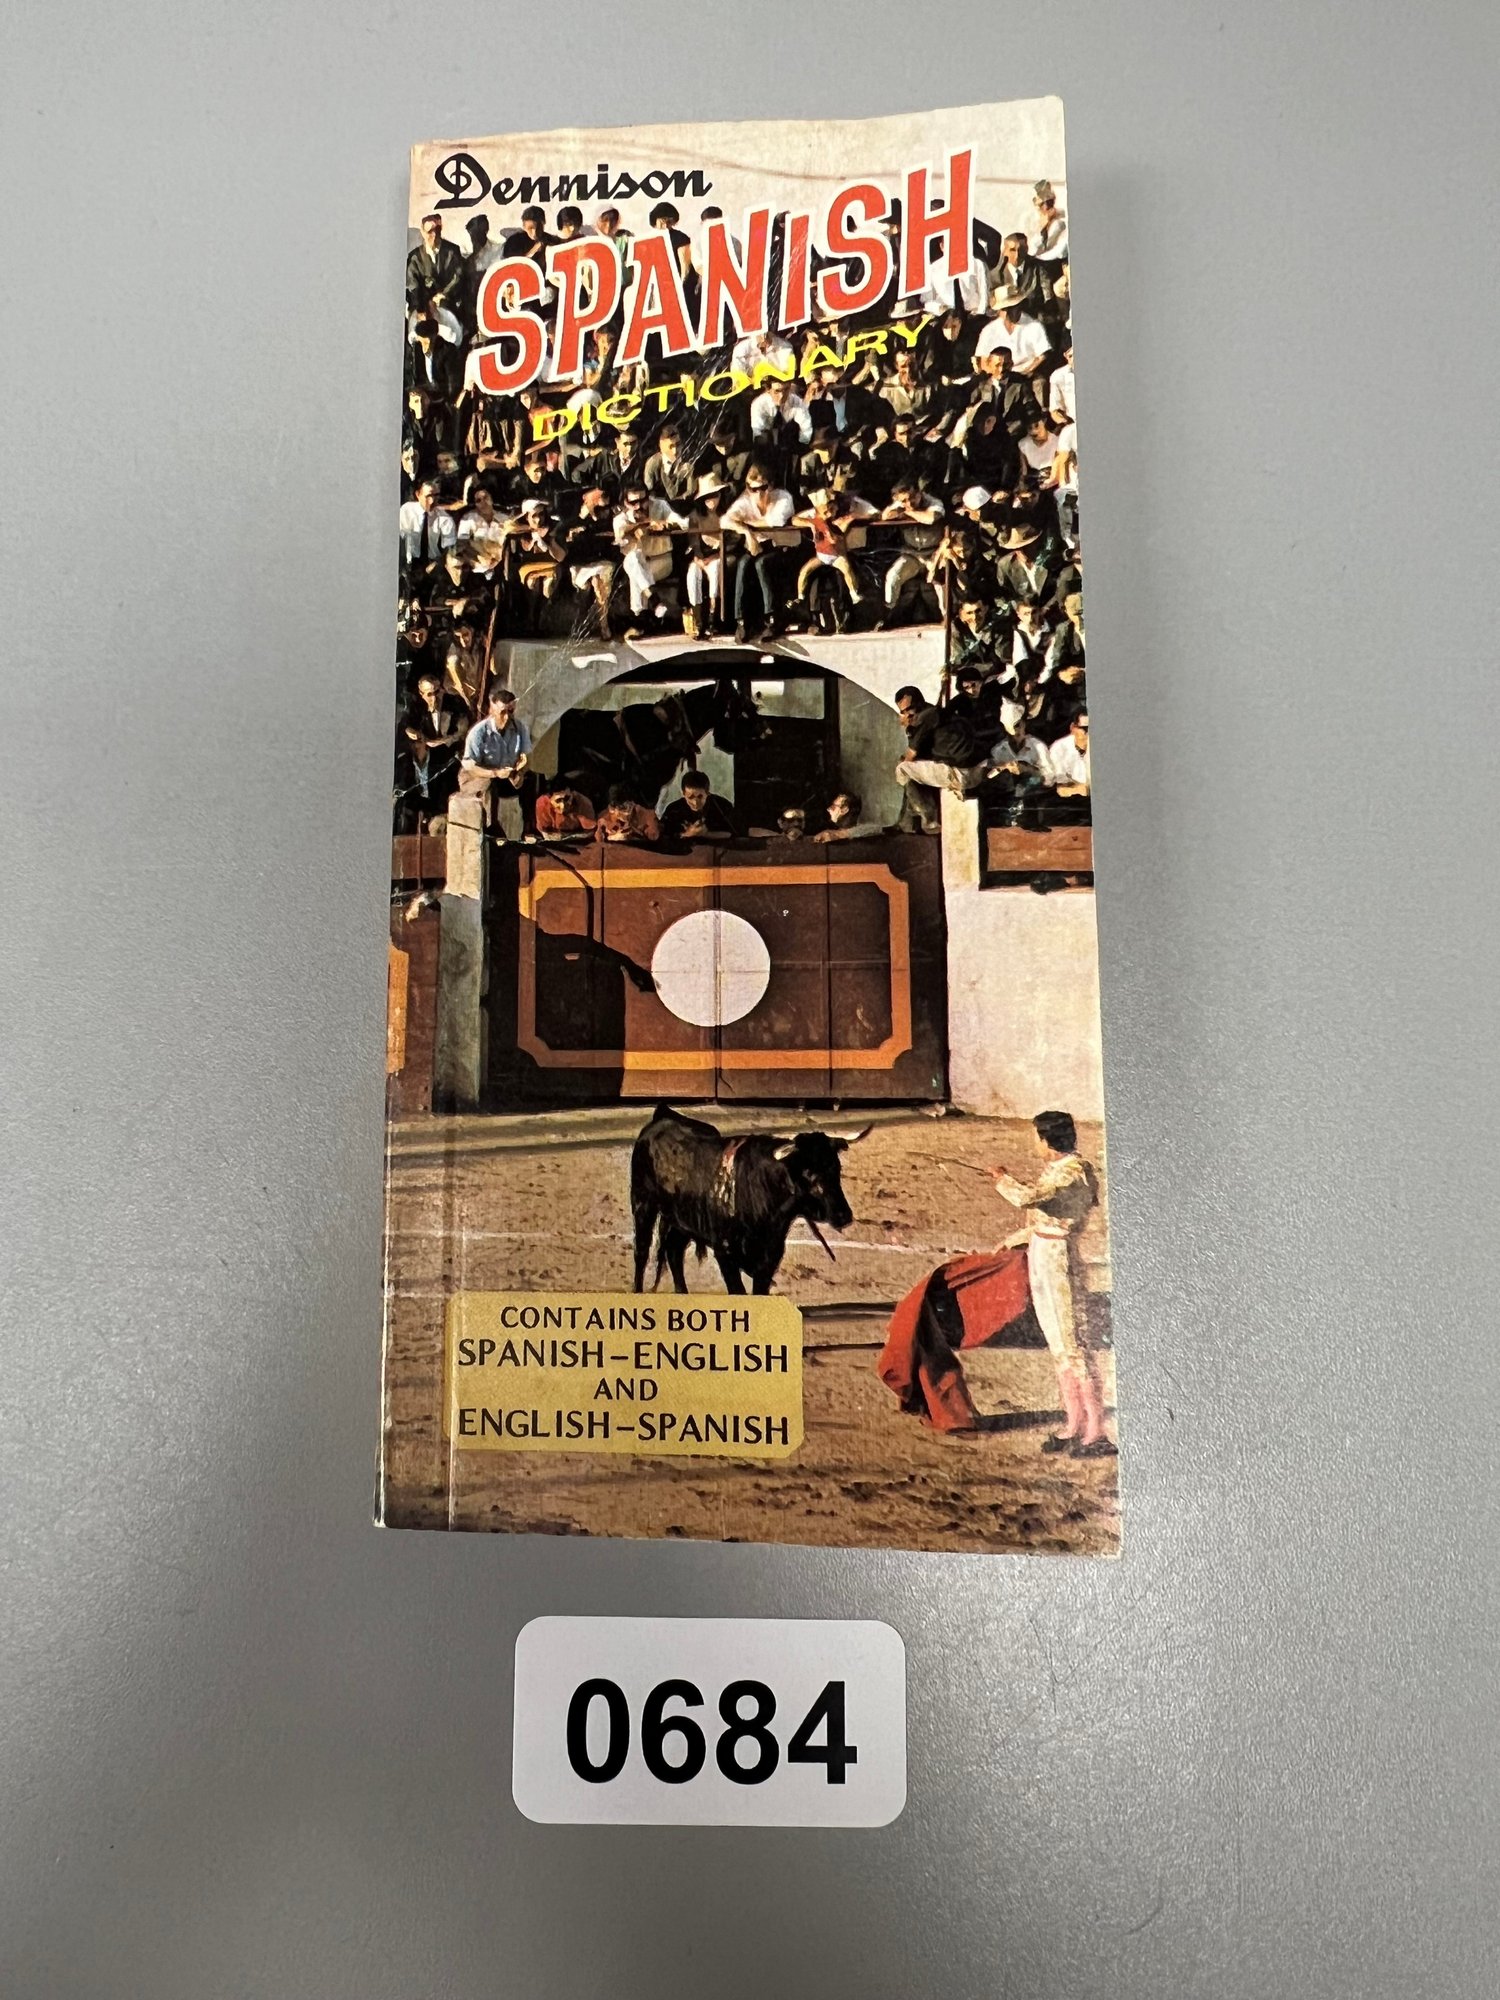 Dennison
SPANISH
DICTIONARY
CONTAINS BOTH
SPANISH-ENGLISH
AND
ENGLISH-SPANISH
0684